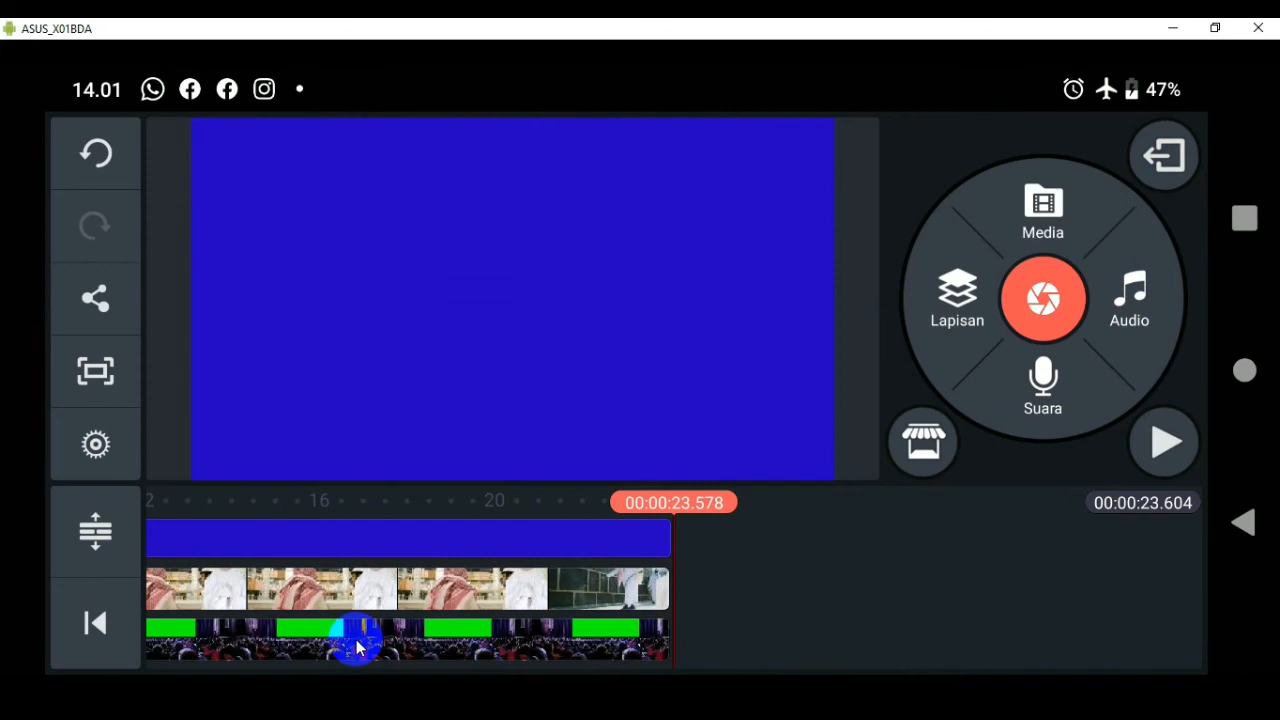 ASUS_X01BDA
14.01
47%
Media
Lapisan
Audio
Suara
2 16 20 00:00:23.578 00:00:23.604